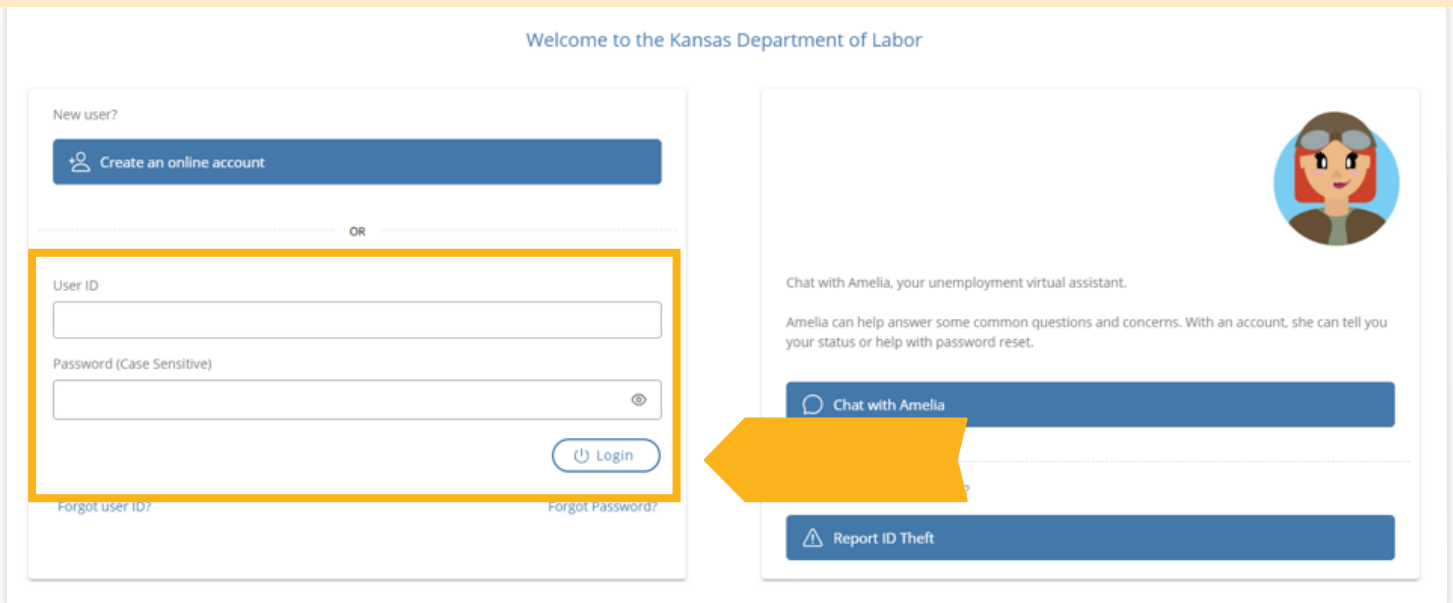 Welcome to the Kansas Department of Labor
New user?
Create an online account
OR
User ID
Password (Case Sensitive)
Login
Forgot user ID?
Forgot Password?
Chat with Amelia, your unemployment virtual assistant.
Amelia can help answer some common questions and concerns. With an account, she can tell you
your status or help with password reset.
Chat with Amelia
?
Report ID Theft